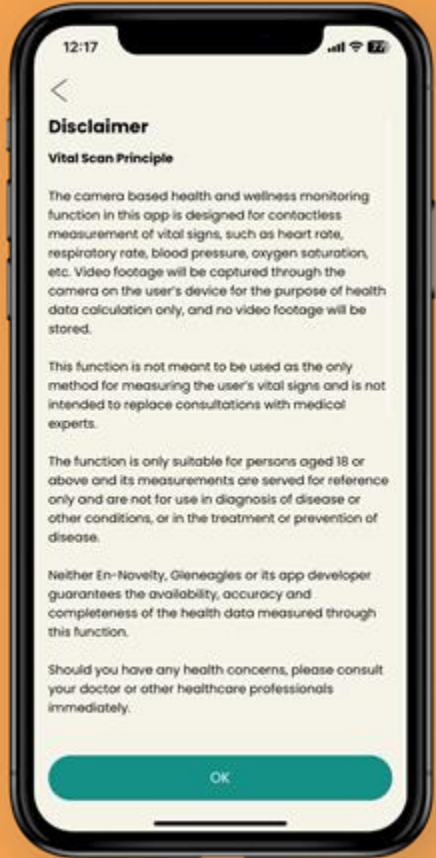 12:17
77
Disclaimer
Vital Scan Principle
The camera based health and wellness monitoring
function in this app is designed for contactless
measurement of vital signs, such as heart rate,
respiratory rate, blood pressure, oxygen saturation,
etc. Video footage will be captured through the
camera on the user's device for the purpose of health
data calculation only, and no video footage will be
stored.
This function is not meant to be used as the only
method for measuring the user's vital signs and is not
intended to replace consultations with medical
experts.
The function is only suitable for persons aged 18 or
above and its measurements are served for reference
only and are not for use in diagnosis of disease or
other conditions, or in the treatment or prevention of
disease.
Neither En-Novelty, Gleneagles or its app developer
guarantees the availability, accuracy and
completeness of the health data measured through
this function.
Should you have any health concerns, please consult
your doctor or other healthcare professionals
immediately.
OK